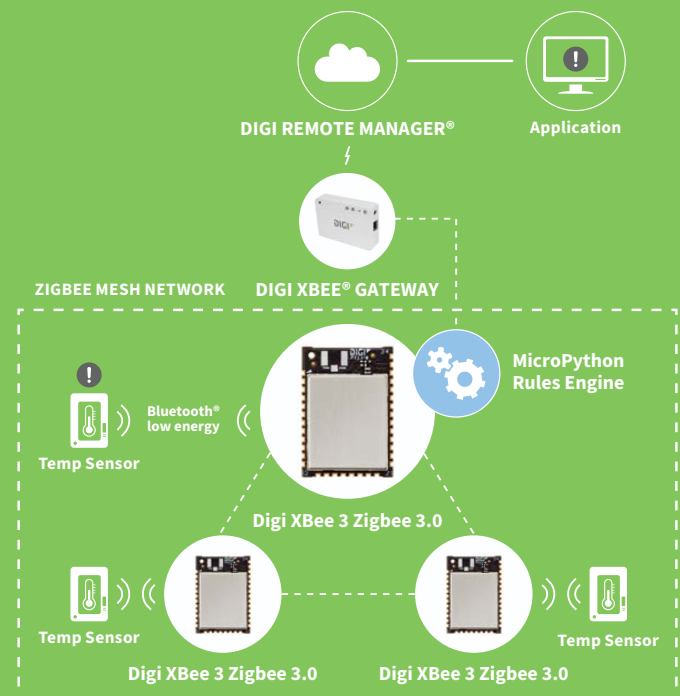 DIGI REMOTE MANAGER®
Application
DIGI
ZIGBEE MESH NETWORK
DIGI XBEE® GATEWAY
DIGI
MicroPython
Rules Engine
Bluetooth®
low energy
Temp Sensor
Digi XBee 3 Zigbee 3.0
Temp Sensor
Temp Sensor
Digi XBee 3 Zigbee 3.0
Digi XBee 3 Zigbee 3.0